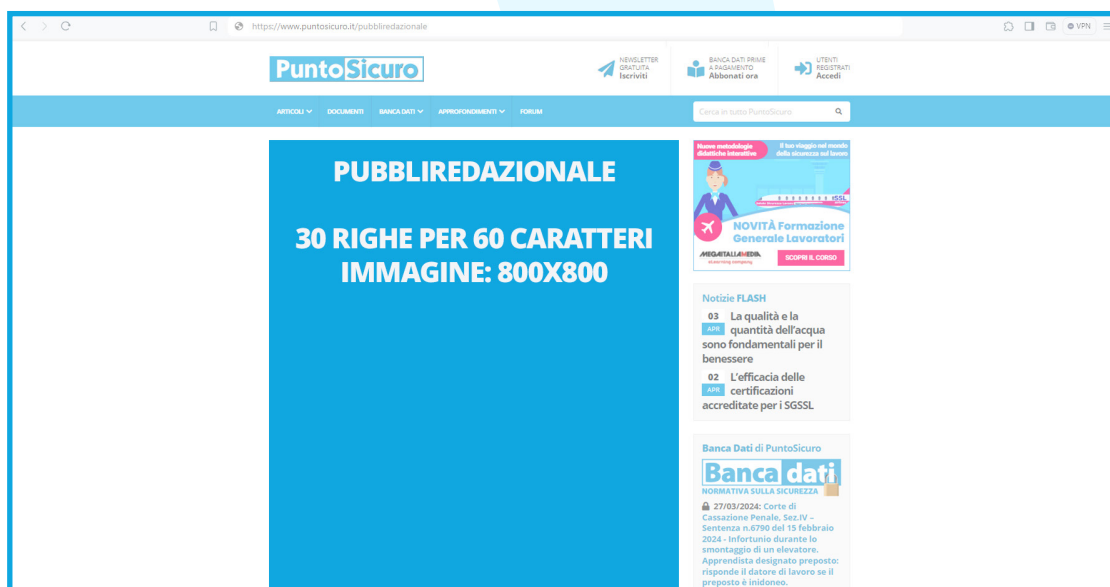 https://www.puntosicuro.it/pubbliredazionale
VPN
PuntoSicuro
NEWSLETTER
GRATUITA
Iscriviti
BANCA DATI PRIME
A PAGAMENTO
Abbonati ora
UTENTI
REGISTRATI
Accedi
ARTICOLI DOCUMENTI BANCA DATI APPROFONDIMENTI FORUM
Cerca in tutto PuntoSicuro
PUBBLIREDAZIONALE
30 RIGHE PER 60 CARATTERI
IMMAGINE: 800X800
Nuove metodologie
didattiche interattive
Il tuo viaggio nel mondo
della sicurezza sul lavoro
ISSL
NOVITÀ Formazione
Generale Lavoratori
MEGAITALIAMEDIA
eLearning company
SCOPRI IL CORSO
Notizie FLASH
03 La qualità e la
APR quantità dell'acqua
sono fondamentali per il
benessere
02 L'efficacia delle
APR certificazioni
accreditate per i SGSSL
Banca Dati di PuntoSicuro
Banca dati
NORMATIVA SULLA SICUREZZA
27/03/2024: Corte di
Cassazione Penale, Sez.IV –
Sentenza n.6790 del 15 febbraio
2024 - Infortunio durante lo
smontaggio di un elevatore.
Apprendista designato preposto:
risponde il datore di lavoro se il
preposto è inidoneo.